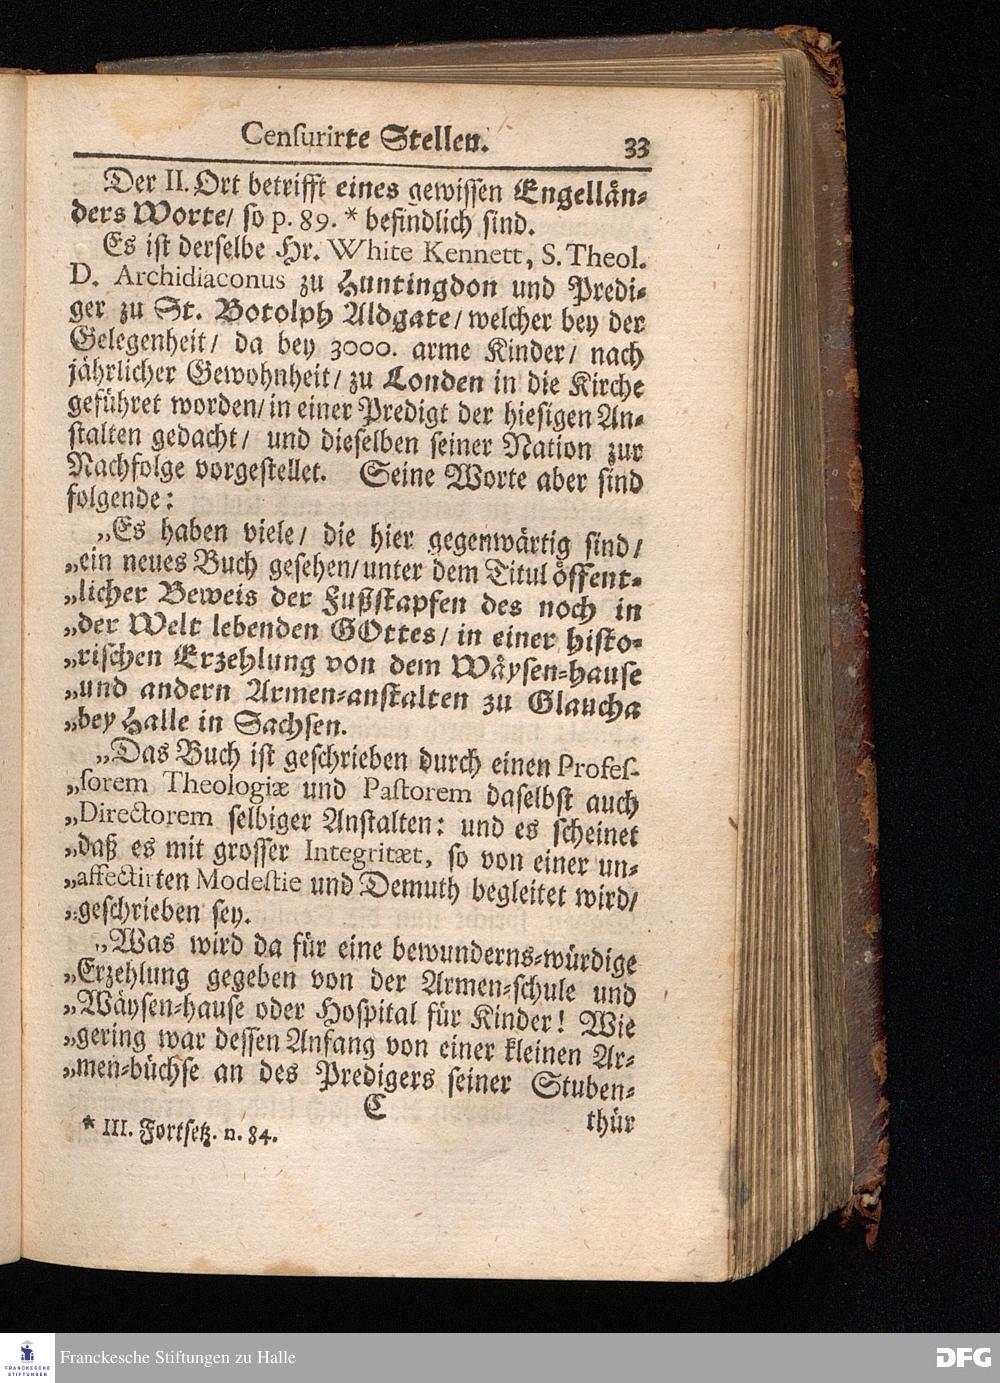 Censurirte Stellen. 33
Der II. Ort betrifft eines gewissen Engellän-
ders Worte/ so p. 89. * befindlich sind.
Es ist derselbe Hr. White Kennett, S. Theol.
D. Archidiaconus zu Huntingdon und Predi-
ger zu St. Botolph Aldgate/ welcher bey der
Gelegenheit/ da bey 3000. arme Kinder/ nach
jährlicher Gewohnheit/ zu Londen in die Kirche
geführet worden/ in einer Predigt der hiesigen An-
stalten gedacht/ und dieselben seiner Nation zur
Nachfolge vorgestellet. Seine Worte aber sind
folgende:
„Es haben viele/ die hier gegenwärtig sind/
„ein neues Buch gesehen/ unter dem Titul öffent-
„licher Beweis der Fußstapfen des noch in
„der Welt lebenden GOttes/ in einer histo-
„rischen Erzehlung von dem Wäysen-hause
„und andern Armen-anstalten zu Glaucha
„bey Halle in Sachsen.
„Das Buch ist geschrieben durch einen Profes-
„sorem Theologiæ und Pastorem daselbst auch
„Directorem selbiger Anstalten: und es scheinet
„daß es mit grosser Integritæt, so von einer un-
„affectirten Modestie und Demuth begleitet wird/
„geschrieben sey.
„Was wird da für eine bewunderns-würdige
„Erzehlung gegeben von der Armen-schule und
„Wäysen-hause oder Hospital für Kinder! Wie
„gering war dessen Anfang von einer kleinen Ar-
„men-büchse an des Predigers seiner Stuben-
C thür
* III. Fortsetz. n. 84.
FRANCKESCHE
STIFTUNGEN
Franckesche Stiftungen zu Halle
DFG